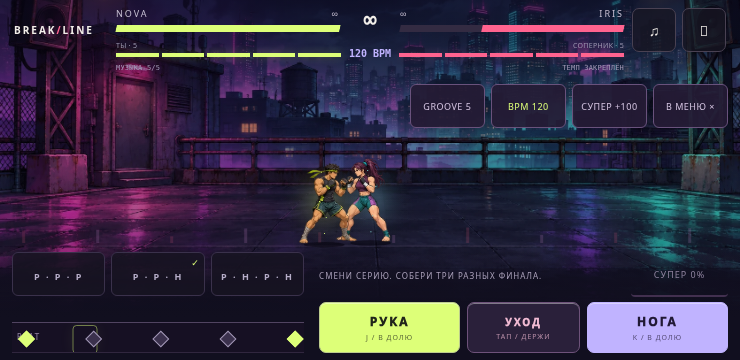 BREAK/LINE
NOVA ∞
∞
∞ IRIS
ТЫ · 5
120 BPM
СОПЕРНИК · 5
МУЗЫКА 5/5
ТЕМП ЗАКРЕПЛЁН
GROOVE 5
BPM 120
СУПЕР +100
В МЕНЮ ×
Р · Р · Р
Р · Р · Н
Р · Н · Р · Н
СМЕНИ СЕРИЮ. СОБЕРИ ТРИ РАЗНЫХ ФИНАЛА.
СУПЕР 0%
РУКА
J / В ДОЛЮ
УХОД
ТАП / ДЕРЖИ
НОГА
K / В ДОЛЮ